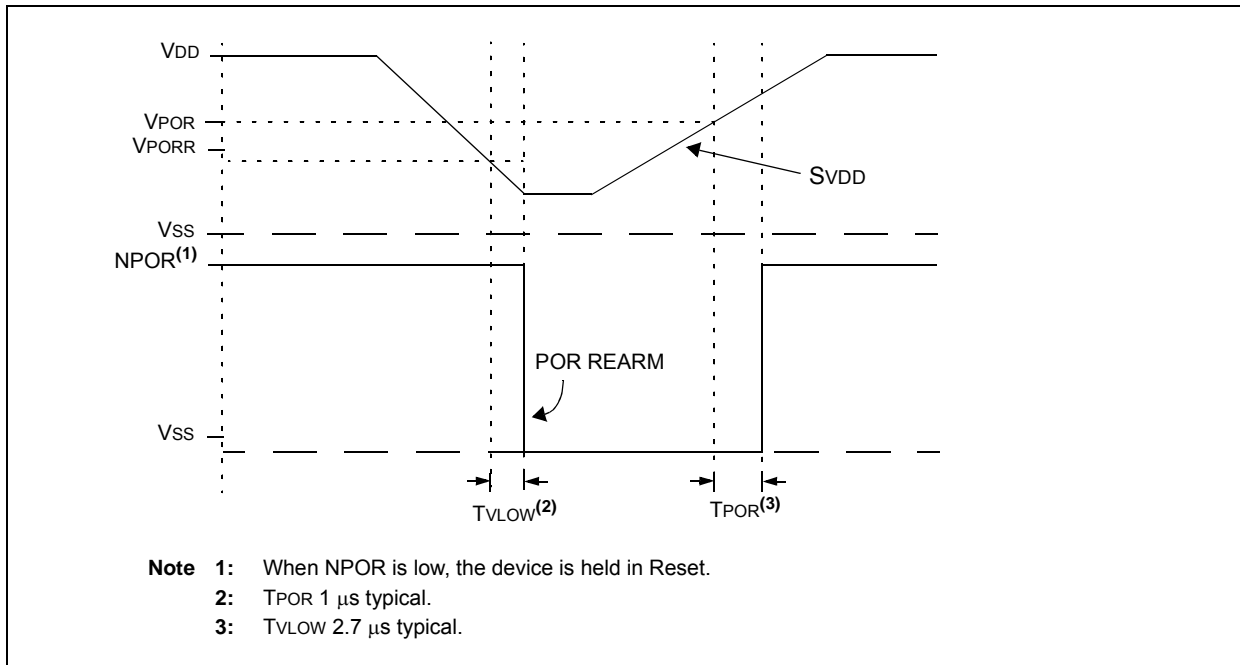 VDD
VPOR
VPORR
SVDD
VSS
NPOR(1)
POR REARM
VSS
TVLOW(2)
TPOR(3)
Note 1: When NPOR is low, the device is held in Reset.
2: TPOR 1 μs typical.
3: TVLOW 2.7 μs typical.